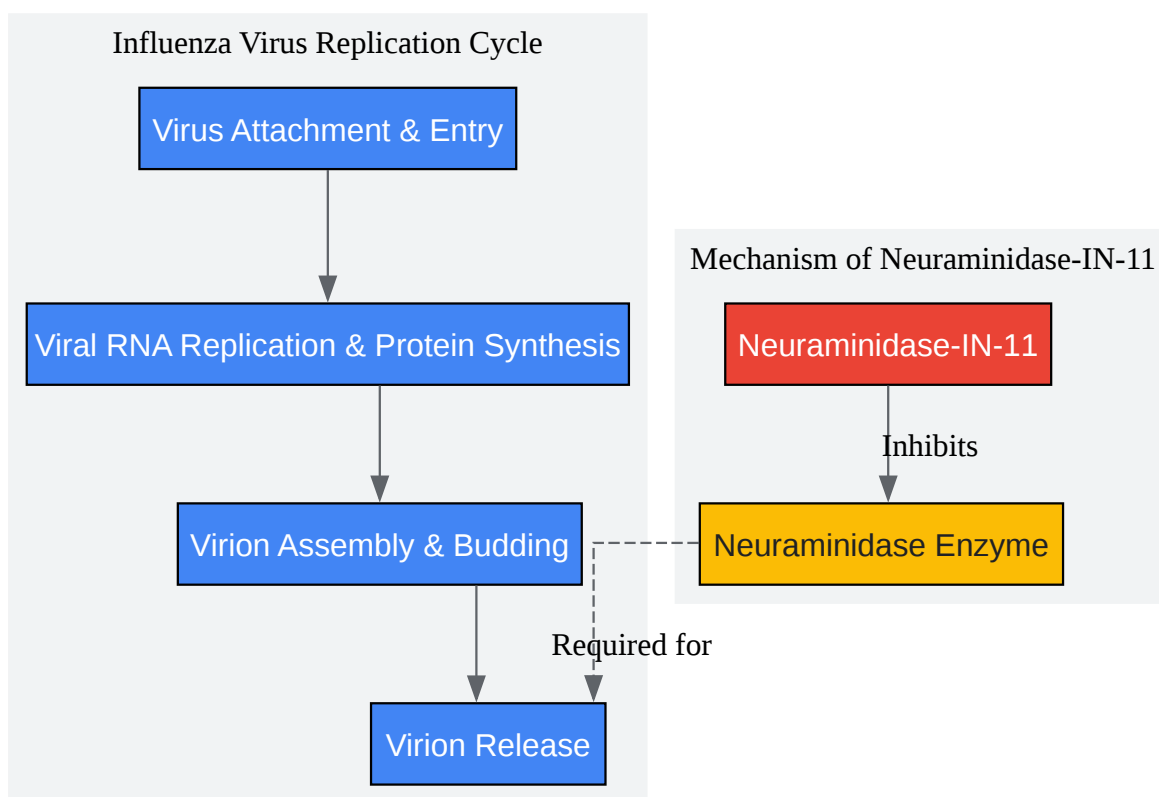 Influenza Virus Replication Cycle
Virus Attachment & Entry
Viral RNA Replication & Protein Synthesis
Virion Assembly & Budding
Virion Release
Mechanism of Neuraminidase-IN-11
Neuraminidase-IN-11
Inhibits
Neuraminidase Enzyme
Required for